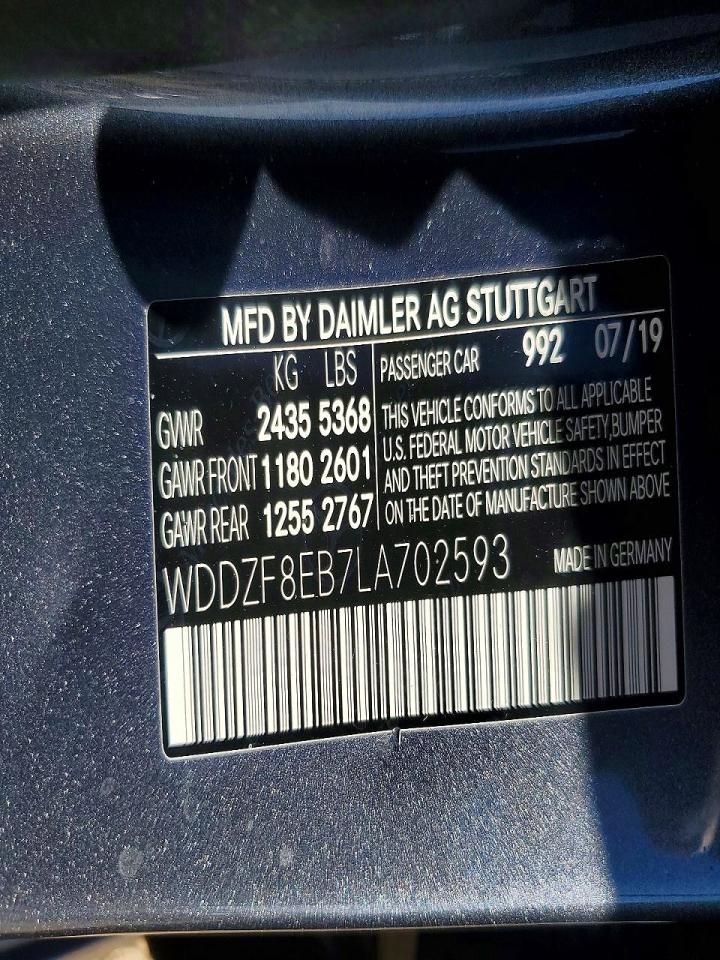 MFD BY DAIMLER AG STUTTGART
KG LBS
GVWR 2435 5368
GAWR FRONT 1180 2601
GAWR REAR 1255 2767
PASSENGER CAR 992 07/19
THIS VEHICLE CONFORMS TO ALL APPLICABLE
U.S. FEDERAL MOTOR VEHICLE SAFETY,BUMPER
AND THEFT PREVENTION STANDARDS IN EFFECT
ON THE DATE OF MANUFACTURE SHOWN ABOVE
WDDZF8EB7LA702593 MADE IN GERMANY